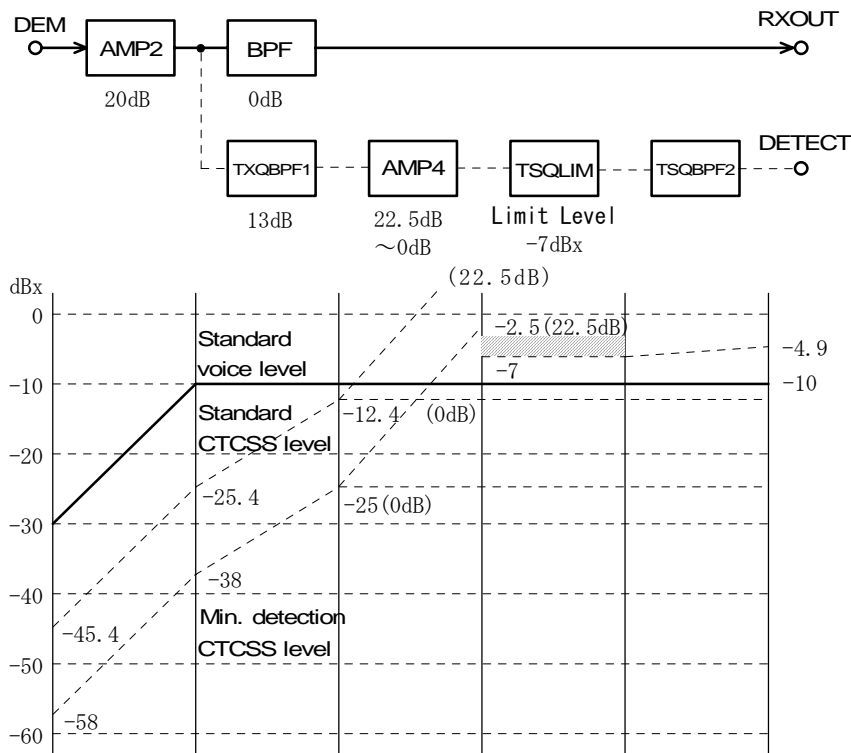 DEM
RXOUT
AMP2
BPF
20dB
0dB
DETECT
TXQBPF1
AMP4
TSQLIM
TSQBPF2
13dB
22.5dB
～0dB
Limit Level
-7dBx
dBx
(22.5dB)
0
Standard
voice level
-2.5(22.5dB)
-4.9
-7
-10
-10
Standard
CTCSS level
-12.4
(0dB)
-20
-25.4
-25(0dB)
-30
-38
-40
Min. detection
CTCSS level
-45.4
-50
-58
-60